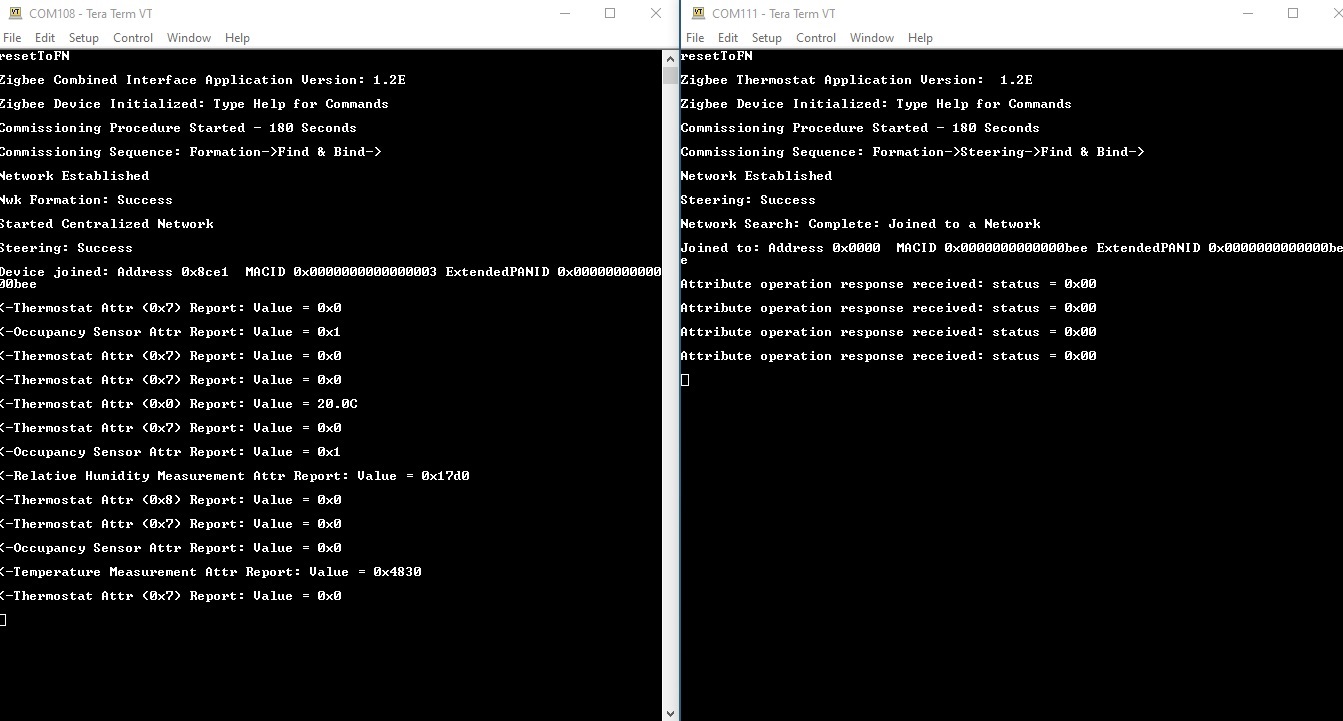 COM108 - Tera Term VT
File Edit Setup Control Window Help
resetToFN
Zigbee Combined Interface Application Version: 1.2E
Zigbee Device Initialized: Type Help for Commands
Commissioning Procedure Started - 180 Seconds
Commissioning Sequence: Formation->Find & Bind->
Network Established
Nwk Formation: Success
Started Centralized Network
Steering: Success
Device joined: Address 0x8ce1  MACID 0x0000000000000003 ExtendedPANID 0x00000000000
00bee
<-Thermostat Attr (0x7) Report: Value = 0x0
<-Occupancy Sensor Attr Report: Value = 0x1
<-Thermostat Attr (0x7) Report: Value = 0x0
<-Thermostat Attr (0x7) Report: Value = 0x0
<-Thermostat Attr (0x0) Report: Value = 20.0C
<-Thermostat Attr (0x7) Report: Value = 0x0
<-Occupancy Sensor Attr Report: Value = 0x1
<-Relative Humidity Measurement Attr Report: Value = 0x17d0
<-Thermostat Attr (0x8) Report: Value = 0x0
<-Thermostat Attr (0x7) Report: Value = 0x0
<-Occupancy Sensor Attr Report: Value = 0x0
<-Temperature Measurement Attr Report: Value = 0x4830
<-Thermostat Attr (0x7) Report: Value = 0x0
COM111 - Tera Term VT
File Edit Setup Control Window Help
resetToFN
Zigbee Thermostat Application Version:  1.2E
Zigbee Device Initialized: Type Help for Commands
Commissioning Procedure Started - 180 Seconds
Commissioning Sequence: Formation->Steering->Find & Bind->
Network Established
Steering: Success
Network Search: Complete: Joined to a Network
Joined to: Address 0x0000  MACID 0x0000000000000bee ExtendedPANID 0x0000000000000be
e
Attribute operation response received: status = 0x00
Attribute operation response received: status = 0x00
Attribute operation response received: status = 0x00
Attribute operation response received: status = 0x00